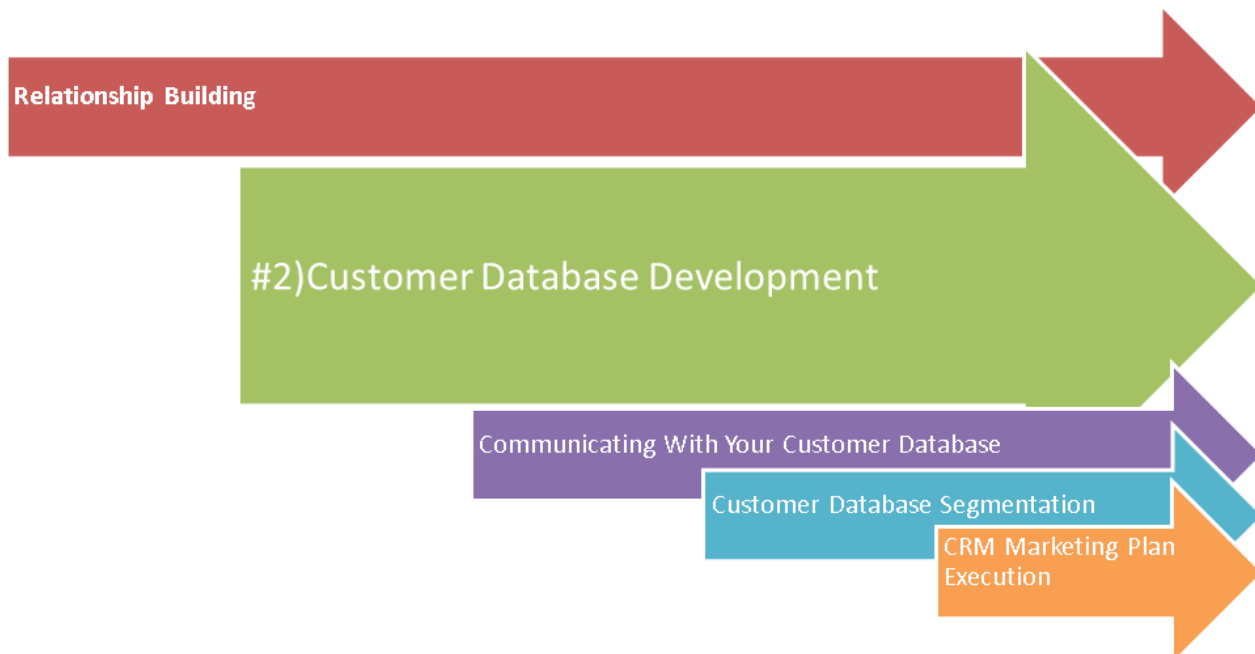 Relationship Building
#2)Customer Database Development
Communicating With Your Customer Database
Customer Database Segmentation
CRM Marketing Plan
Execution